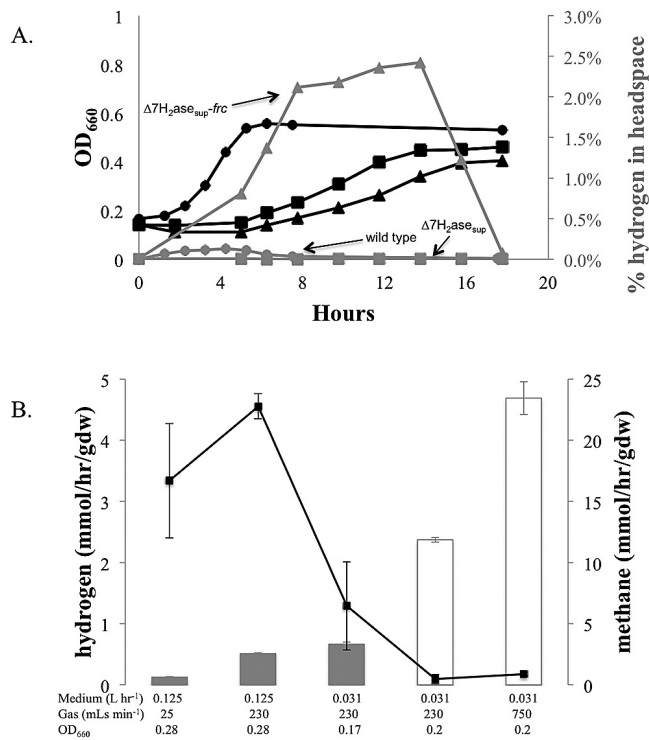 A.
OD660
1
0.8
0.6
0.4
0.2
0
3.0%
2.5%
2.0%
1.5%
1.0%
0.5%
0.0%
% hydrogen in headspace
Δ7H2asesup-frc
wild type
Δ7H2asesup
0 4 8 12 16 20
Hours
B.
hydrogen (mmol/hr/gdw)
5
4
3
2
1
0
25
20
15
10
5
0
methane (mmol/hr/gdw)
Medium (L hr-1) 0.125 0.125 0.031 0.031 0.031
Gas (mLs min-1) 25 230 230 230 750
OD660 0.28 0.28 0.17 0.2 0.2